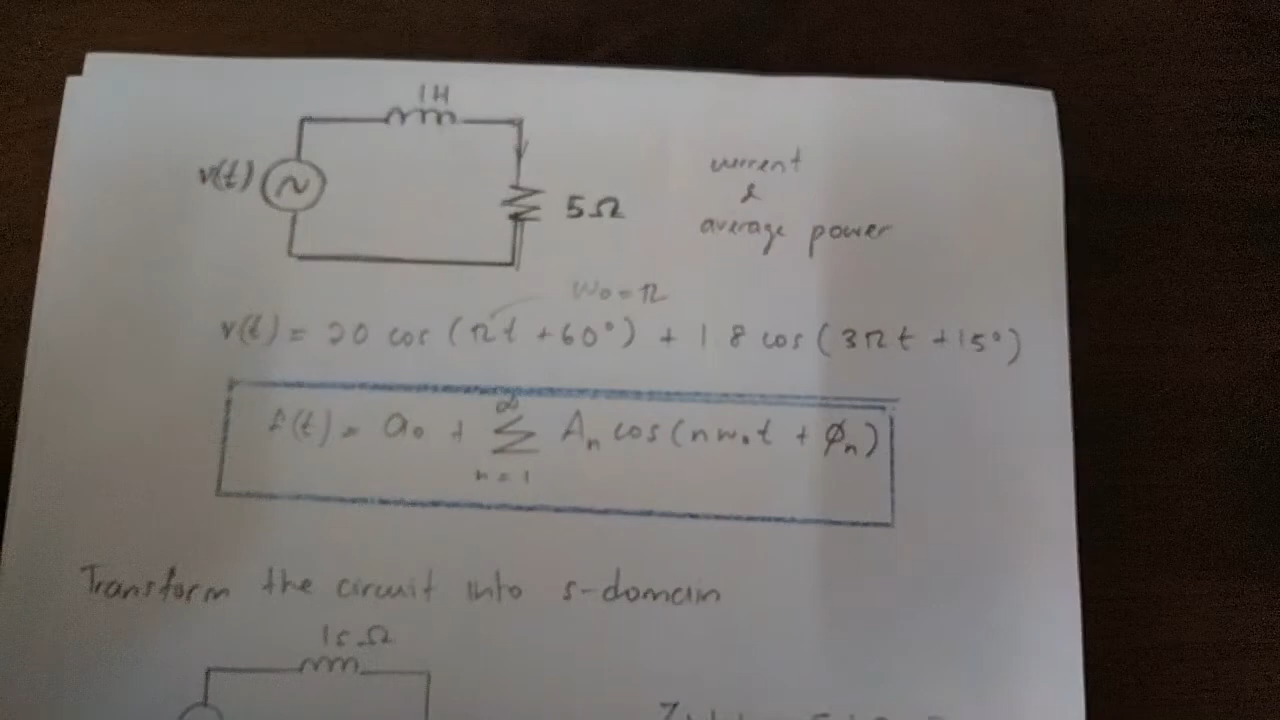 1H
v(t)
5Ω
current
&
average power
ω₀ = π
v(t) = 20 cos (πt + 60°) + 18 cos (3πt + 15°)
f(t) = a₀ + ∞ Σ n = 1 Aₙ cos (nω₀t + φₙ)
Transform the circuit into s-domain
1s Ω